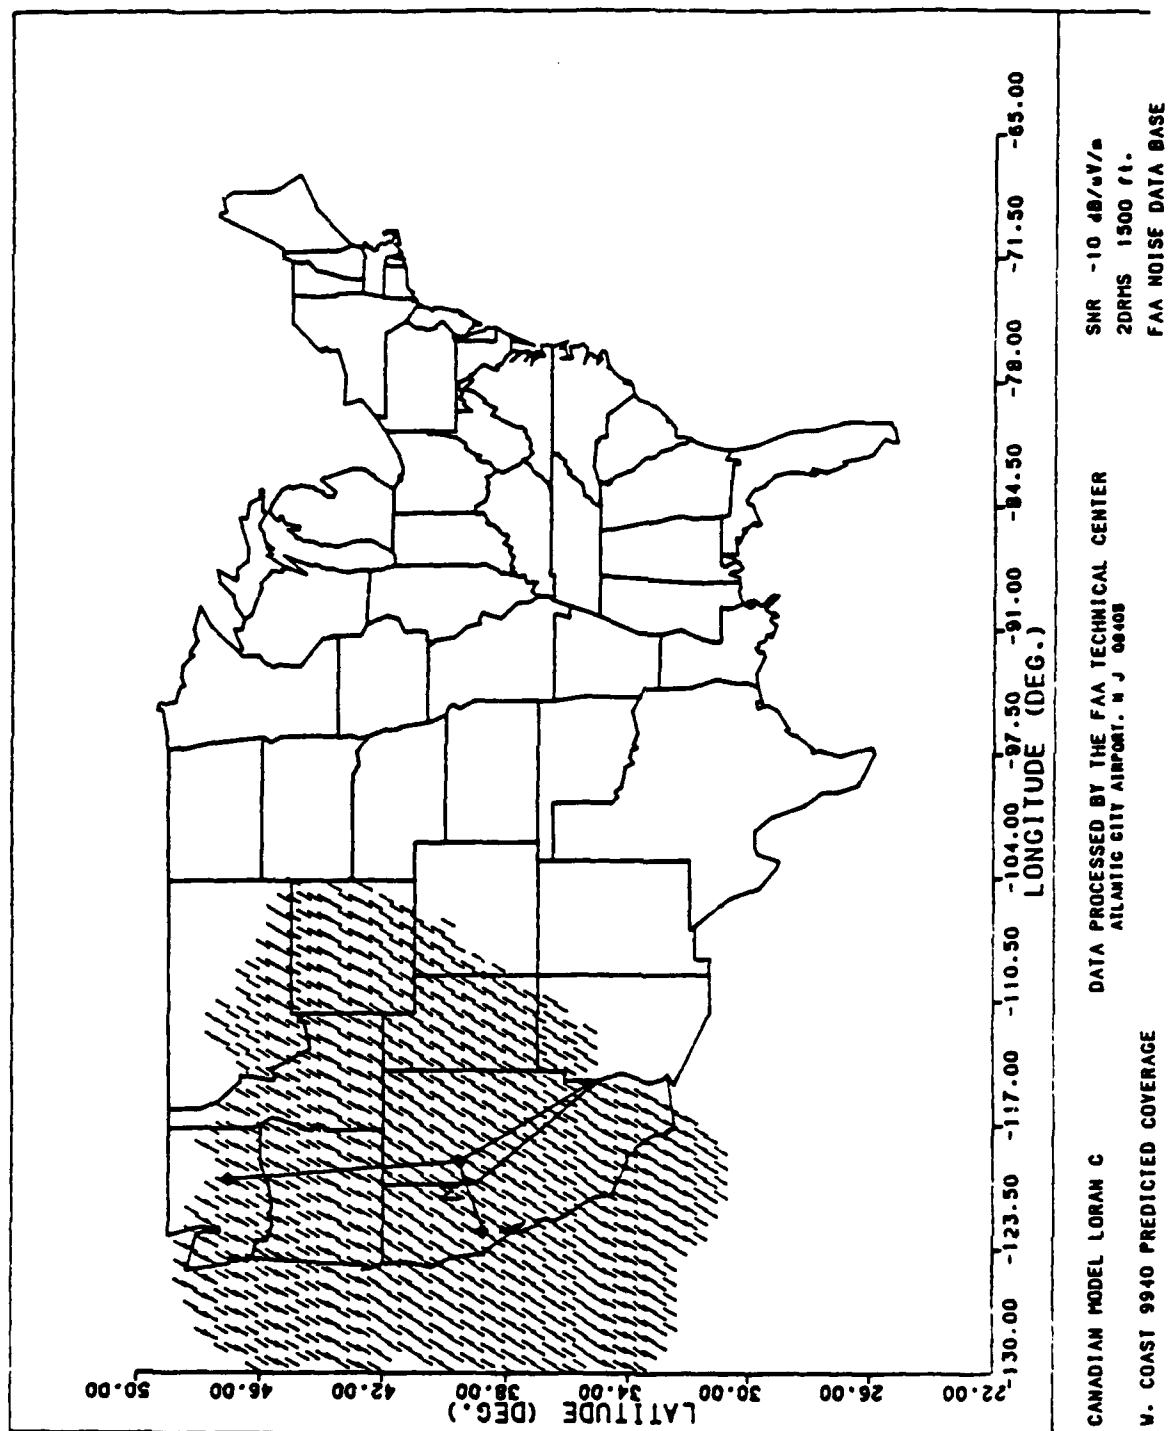 50.00
46.00
42.00
38.00
34.00
30.00
26.00
22.00
LATITUDE (DEG.)
-130.00 -123.50 -117.00 -110.50 -104.00 -97.50 -91.00 -84.50 -78.00 -71.50 -65.00
LONGITUDE (DEG.)
CANADIAN MODEL LORAN C
W. COAST 9940 PREDICIED COVERAGE
DATA PROCESSED BY THE FAA TECHNICAL CENTER
ATLANTIC CITY AIRPORT. N J 08405
SNR -10 dB/uV/m
2DRMS 1500 ft.
FAA NOISE DATA BASE